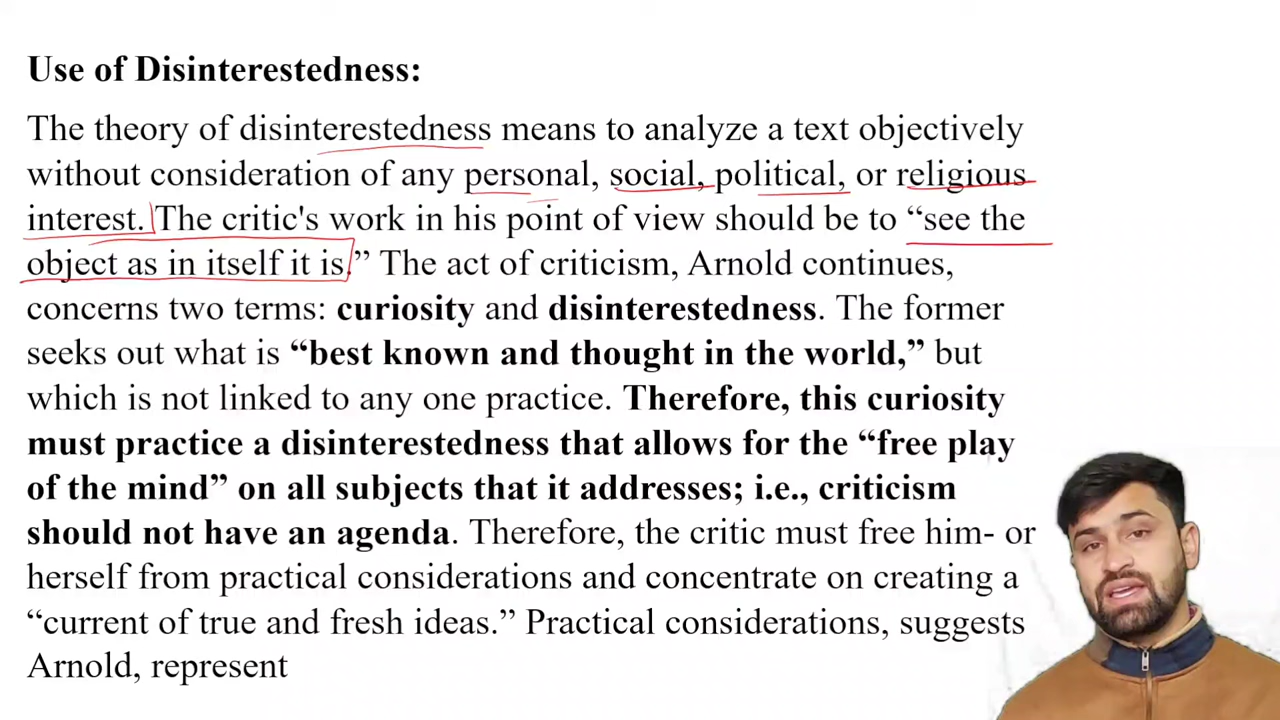 Use of Disinterestedness:
The theory of disinterestedness means to analyze a text objectively
without consideration of any personal, social, political, or religious
interest. The critic's work in his point of view should be to “see the
object as in itself it is.” The act of criticism, Arnold continues,
concerns two terms: curiosity and disinterestedness. The former
seeks out what is “best known and thought in the world,” but
which is not linked to any one practice. Therefore, this curiosity
must practice a disinterestedness that allows for the “free play
of the mind” on all subjects that it addresses; i.e., criticism
should not have an agenda. Therefore, the critic must free him- or
herself from practical considerations and concentrate on creating a
“current of true and fresh ideas.” Practical considerations, suggests
Arnold, represent